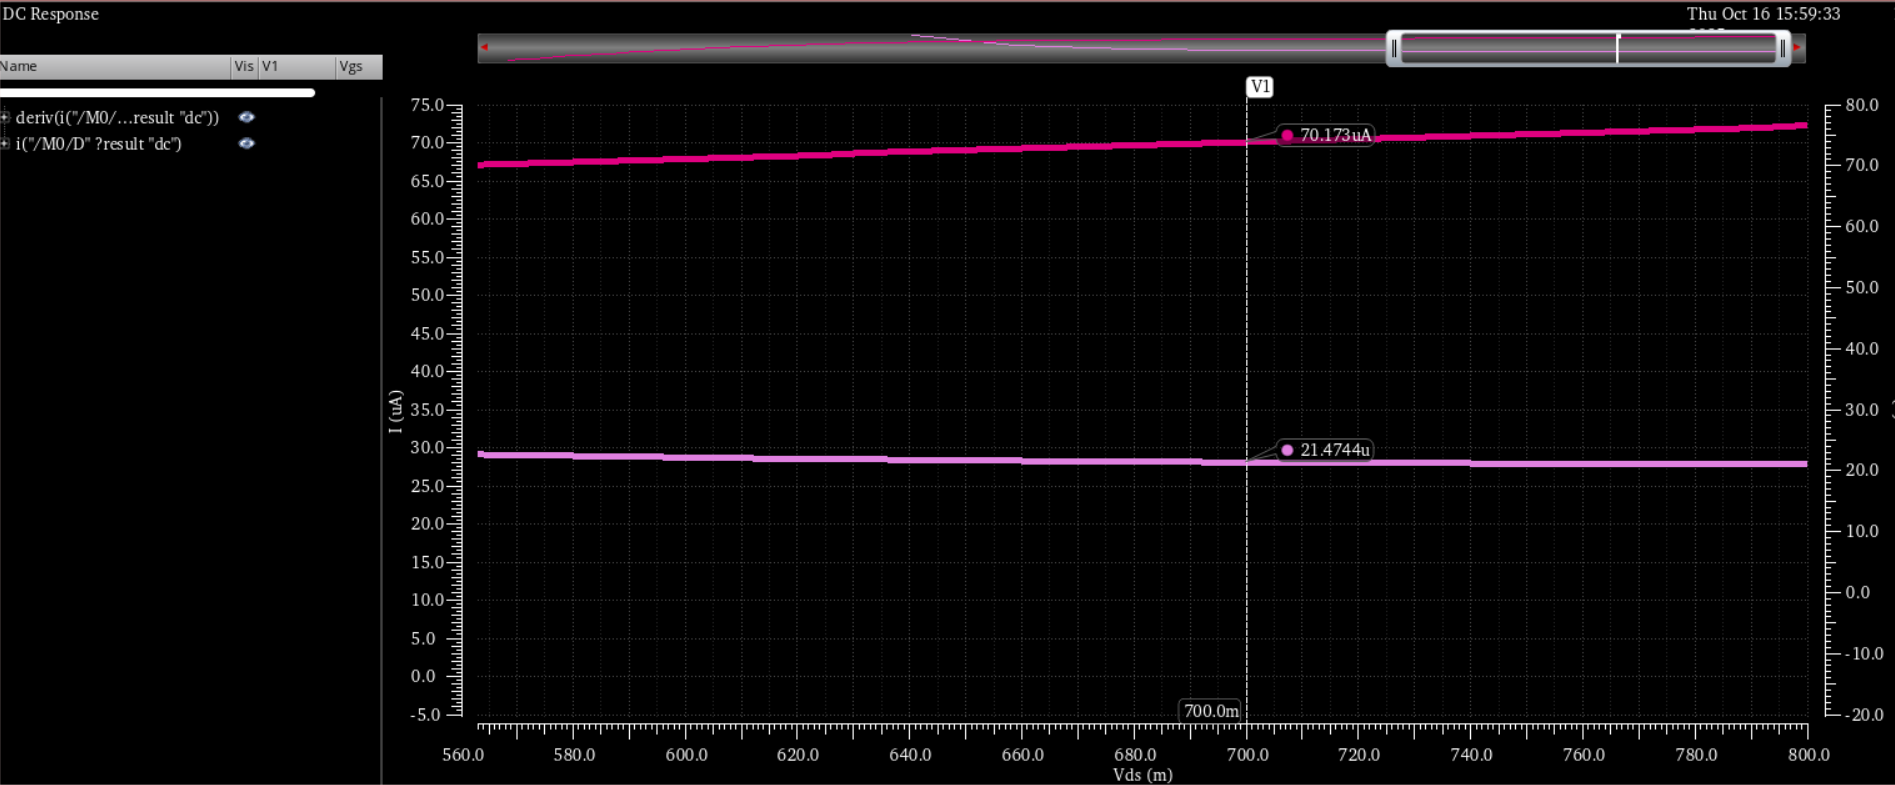 DC Response
Thu Oct 16 15:59:33
Name Vis V1 Vgs
deriv(i("/M0/...result "dc"))
i("/M0/D" ?result "dc")
V1
75.0
70.0
65.0
60.0
55.0
50.0
45.0
40.0
35.0
30.0
25.0
20.0
15.0
10.0
5.0
0.0
-5.0
I (uA)
70.173uA
21.4744u
700.0m
80.0
70.0
60.0
50.0
40.0
30.0
20.0
10.0
0.0
-10.0
-20.0
560.0 580.0 600.0 620.0 640.0 660.0 680.0 700.0 720.0 740.0 760.0 780.0 800.0
Vds (m)